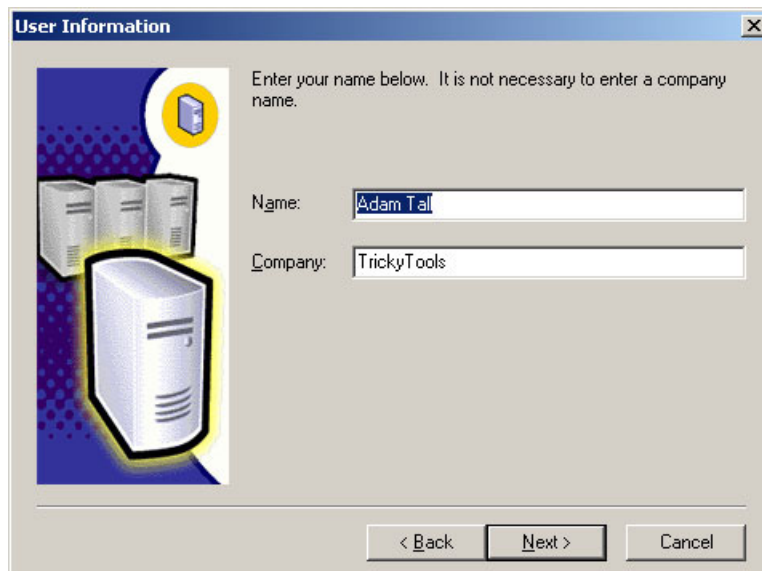 User Information
Enter your name below. It is not necessary to enter a company
name.
Name: Adam Tall
Company: TrickyTools
< Back Next > Cancel